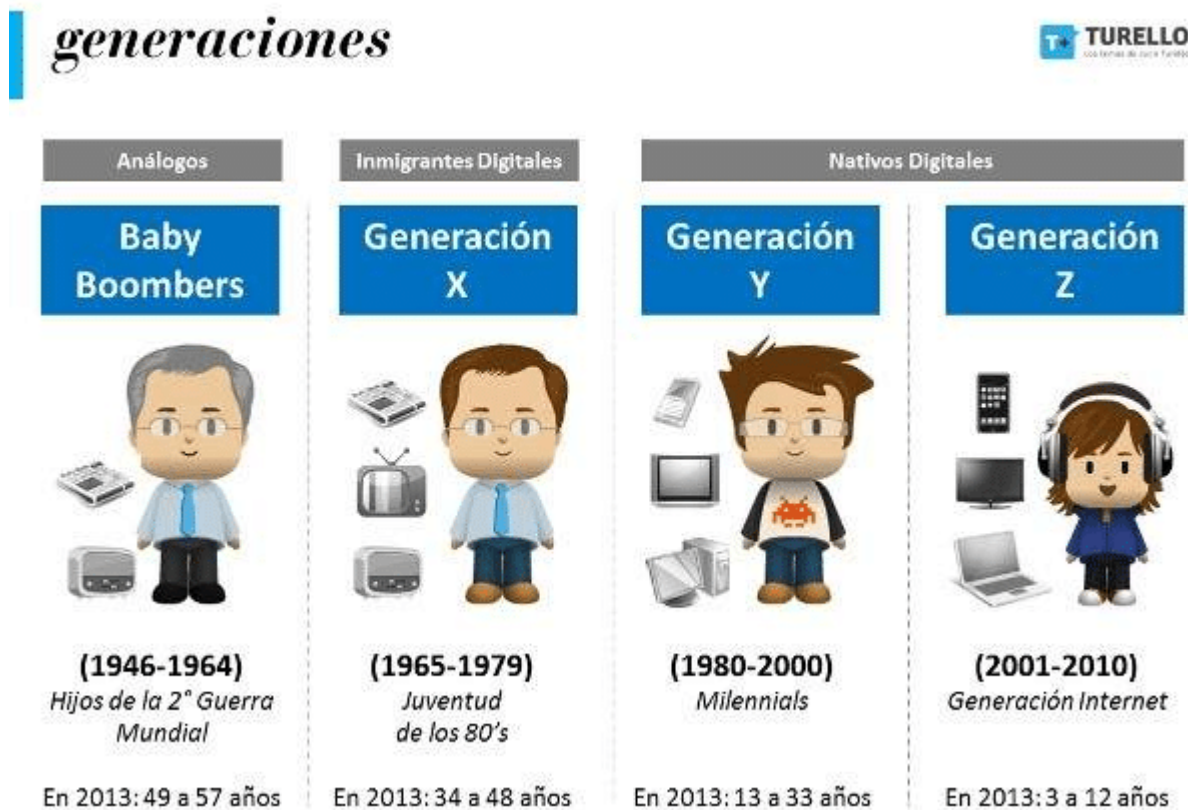 generaciones
TURELLO
Análogos
Inmigrantes Digitales
Nativos Digitales
Baby
Boombers
Generación
X
Generación
Y
Generación
Z
(1946-1964)
Hijos de la 2° Guerra
Mundial
(1965-1979)
Juventud
de los 80's
(1980-2000)
Milennials
(2001-2010)
Generación Internet
En 2013: 49 a 57 años
En 2013: 34 a 48 años
En 2013: 13 a 33 años
En 2013: 3 a 12 años